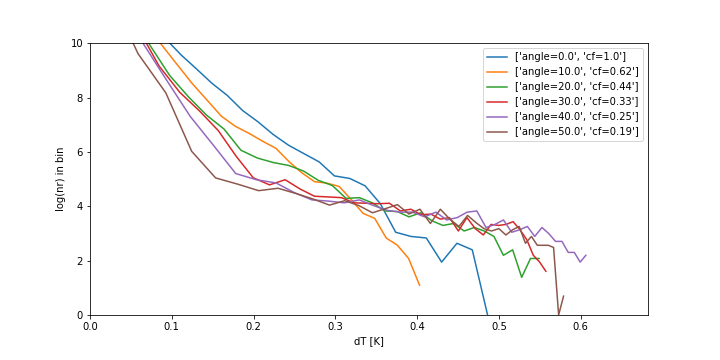 10
8
6
4
2
0
log(nr) in bin
['angle=0.0', 'cf=1.0']
['angle=10.0', 'cf=0.62']
['angle=20.0', 'cf=0.44']
['angle=30.0', 'cf=0.33']
['angle=40.0', 'cf=0.25']
['angle=50.0', 'cf=0.19']
0.0 0.1 0.2 0.3 0.4 0.5 0.6
dT [K]